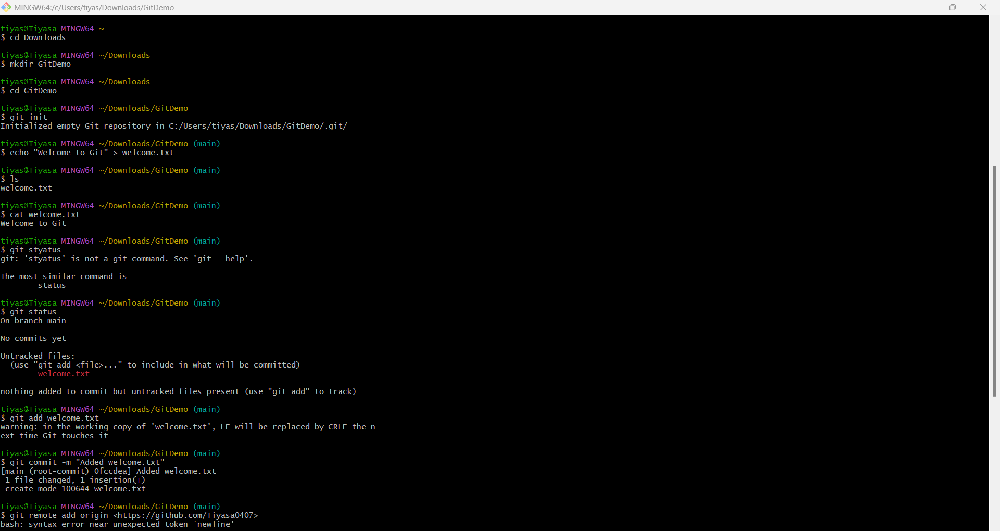 MINGW64:/c/Users/tiyas/Downloads/GitDemo
tiyas@Tiyasa MINGW64 ~
$ cd Downloads
tiyas@Tiyasa MINGW64 ~/Downloads
$ mkdir GitDemo
tiyas@Tiyasa MINGW64 ~/Downloads
$ cd GitDemo
tiyas@Tiyasa MINGW64 ~/Downloads/GitDemo
$ git init
Initialized empty Git repository in C:/Users/tiyas/Downloads/GitDemo/.git/
tiyas@Tiyasa MINGW64 ~/Downloads/GitDemo (main)
$ echo "Welcome to Git" > welcome.txt
tiyas@Tiyasa MINGW64 ~/Downloads/GitDemo (main)
$ ls
welcome.txt
tiyas@Tiyasa MINGW64 ~/Downloads/GitDemo (main)
$ cat welcome.txt
Welcome to Git
tiyas@Tiyasa MINGW64 ~/Downloads/GitDemo (main)
$ git styatus
git: 'styatus' is not a git command. See 'git --help'.
The most similar command is
        status
tiyas@Tiyasa MINGW64 ~/Downloads/GitDemo (main)
$ git status
On branch main
No commits yet
Untracked files:
  (use "git add <file>..." to include in what will be committed)
        welcome.txt
nothing added to commit but untracked files present (use "git add" to track)
tiyas@Tiyasa MINGW64 ~/Downloads/GitDemo (main)
$ git add welcome.txt
warning: in the working copy of 'welcome.txt', LF will be replaced by CRLF the n
ext time Git touches it
tiyas@Tiyasa MINGW64 ~/Downloads/GitDemo (main)
$ git commit -m "Added welcome.txt"
[main (root-commit) 0fccdea] Added welcome.txt
 1 file changed, 1 insertion(+)
 create mode 100644 welcome.txt
tiyas@Tiyasa MINGW64 ~/Downloads/GitDemo (main)
$ git remote add origin <https://github.com/Tiyasa0407>
bash: syntax error near unexpected token `newline'